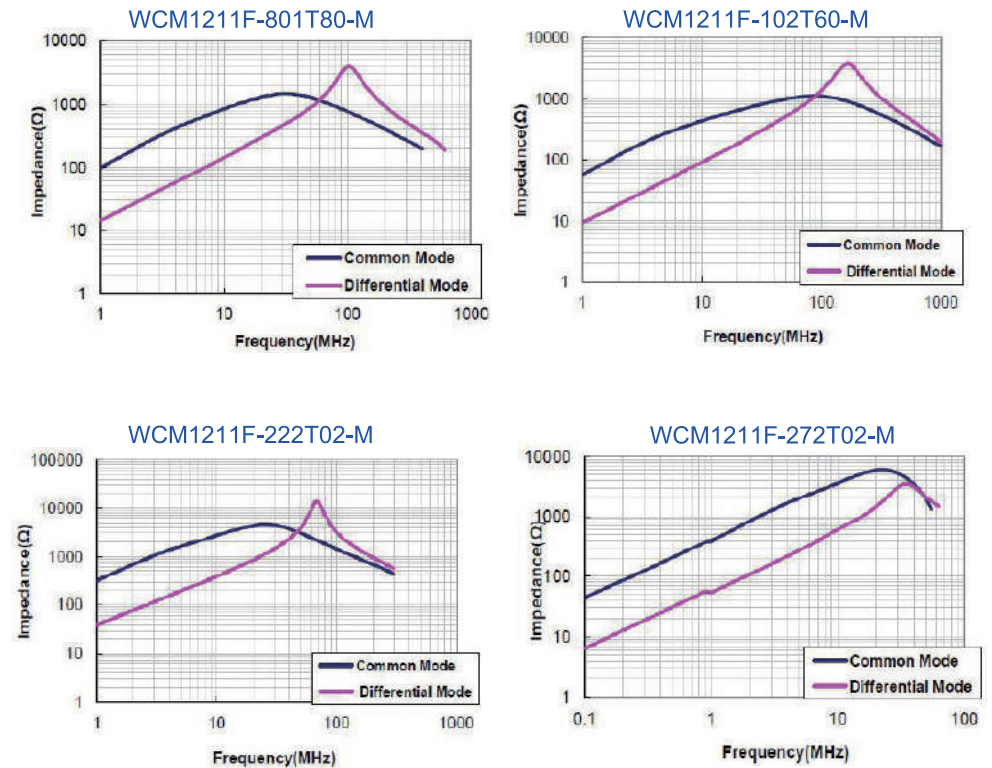 WCM1211F-801T80-M
10000
1000
100
10
1
Impedance(Ω)
Common Mode
Differential Mode
1 10 100 1000
Frequency(MHz)
WCM1211F-102T60-M
10000
1000
100
10
1
Impedance(Ω)
Common Mode
Differential Mode
1 10 100 1000
Frequency(MHz)
WCM1211F-222T02-M
100000
10000
1000
100
10
1
Impedance(Ω)
Common Mode
Differential Mode
1 10 100 1000
Frequency(MHz)
WCM1211F-272T02-M
10000
1000
100
10
1
Impedance(Ω)
Common Mode
Differential Mode
0.1 1 10 100
Frequency(MHz)